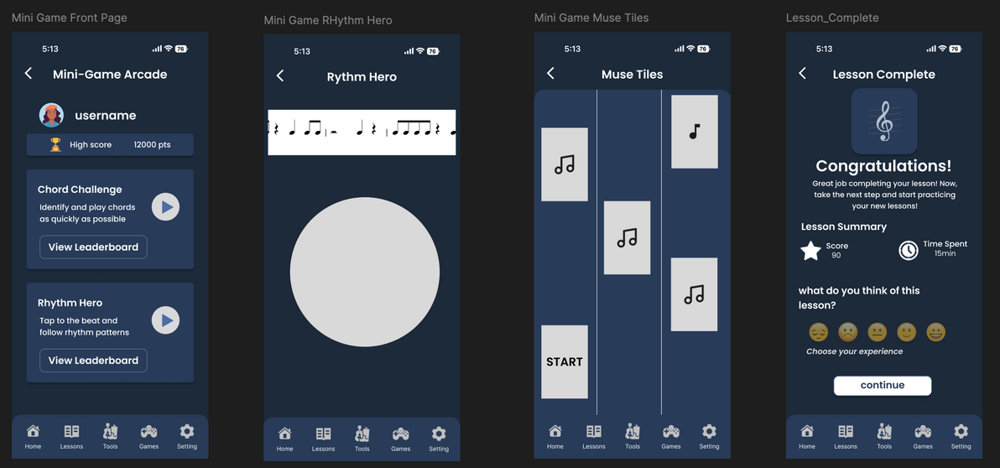 Mini Game Front Page
5:13
76
Mini-Game Arcade
username
High score 12000 pts
Chord Challenge
Identify and play chords
as quickly as possible
View Leaderboard
Rhythm Hero
Tap to the beat and
follow rhythm patterns
View Leaderboard
Home Lessons Tools Games Setting
Mini Game RHythm Hero
5:13
76
Rythm Hero
Home Lessons Tools Games Setting
Mini Game Muse Tiles
5:13
76
Muse Tiles
START
Home Lessons Tools Games Setting
Lesson_Complete
5:13
76
Lesson Complete
Congratulations!
Great job completing your lesson! Now,
take the next step and start practicing
your new lessons!
Lesson Summary
Score
90
Time Spent
15min
what do you think of this
lesson?
Choose your experience
continue
Home Lessons Tools Games Setting